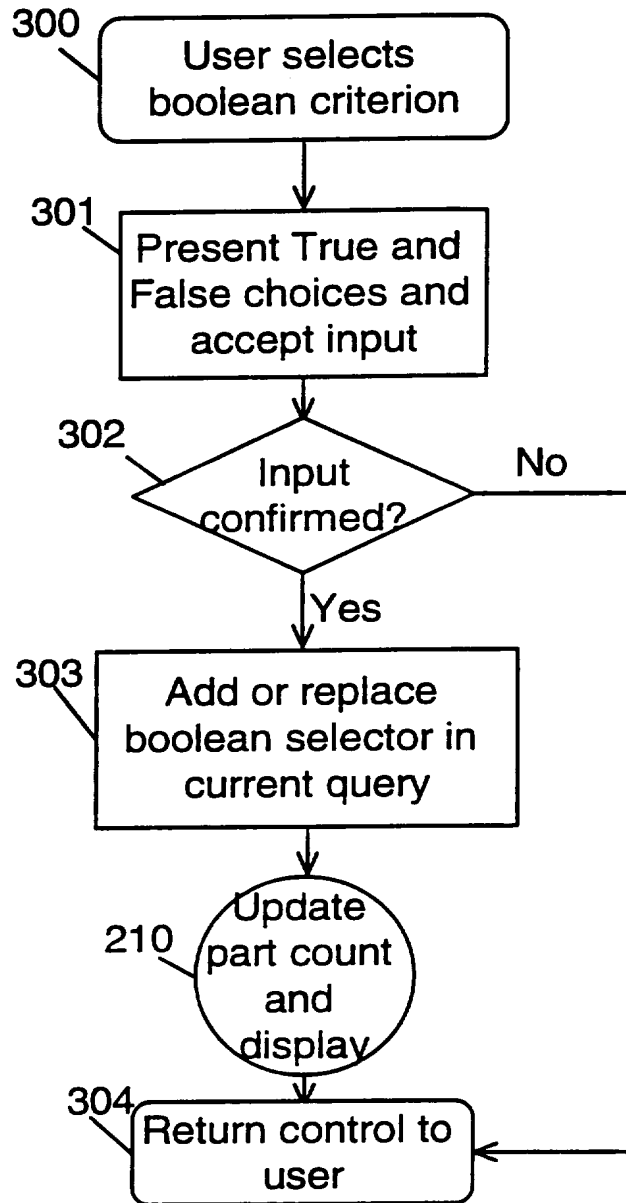 300
User selects
boolean criterion
301
Present True and
False choices and
accept input
302
Input
confirmed?
No
Yes
303
Add or replace
boolean selector in
current query
210
Update
part count
and
display
304
Return control to
user